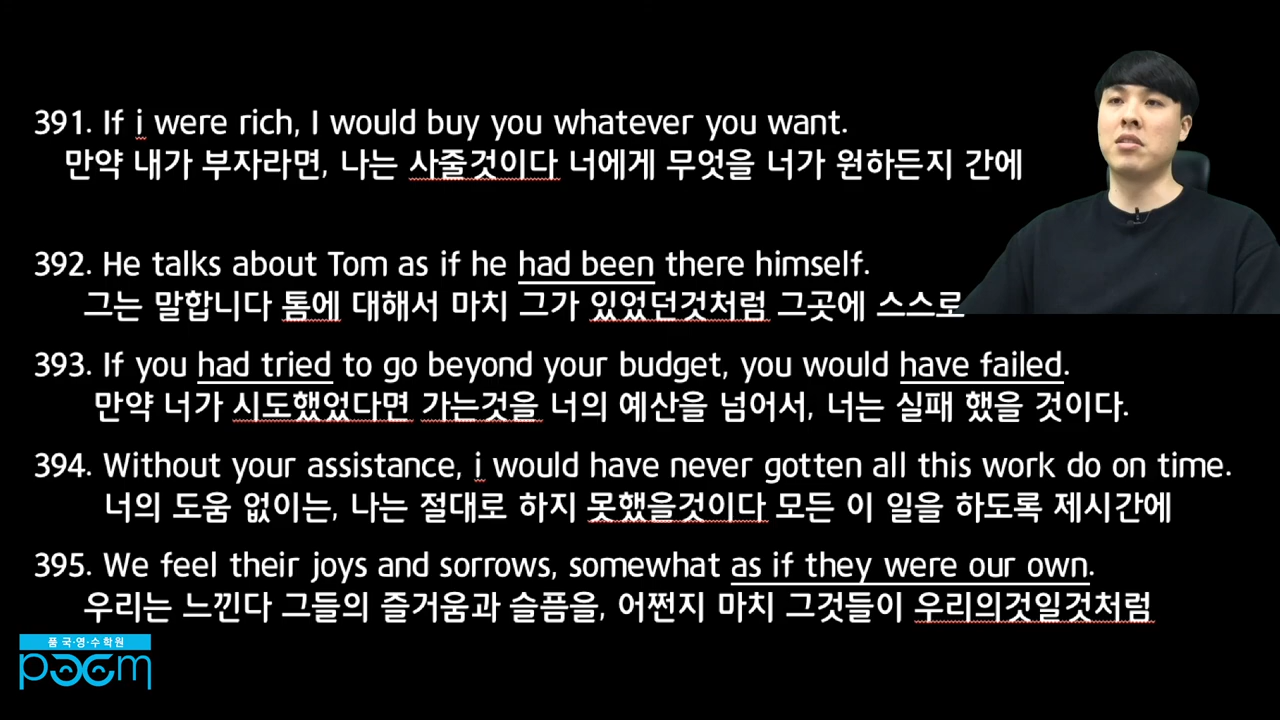 391. If i were rich, I would buy you whatever you want.
만약 내가 부자라면, 나는 사줄것이다 너에게 무엇을 너가 원하든지 간에
392. He talks about Tom as if he had been there himself.
그는 말합니다 톰에 대해서 마치 그가 있었던것처럼 그곳에 스스로
393. If you had tried to go beyond your budget, you would have failed.
만약 너가 시도했었다면 가는것을 너의 예산을 넘어서, 너는 실패 했을 것이다.
394. Without your assistance, i would have never gotten all this work do on time.
너의 도움 없이는, 나는 절대로 하지 못했을것이다 모든 이 일을 하도록 제시간에
395. We feel their joys and sorrows, somewhat as if they were our own.
우리는 느낀다 그들의 즐거움과 슬픔을, 어쩐지 마치 그것들이 우리의것일것처럼
품 국·영·수 학원
poem